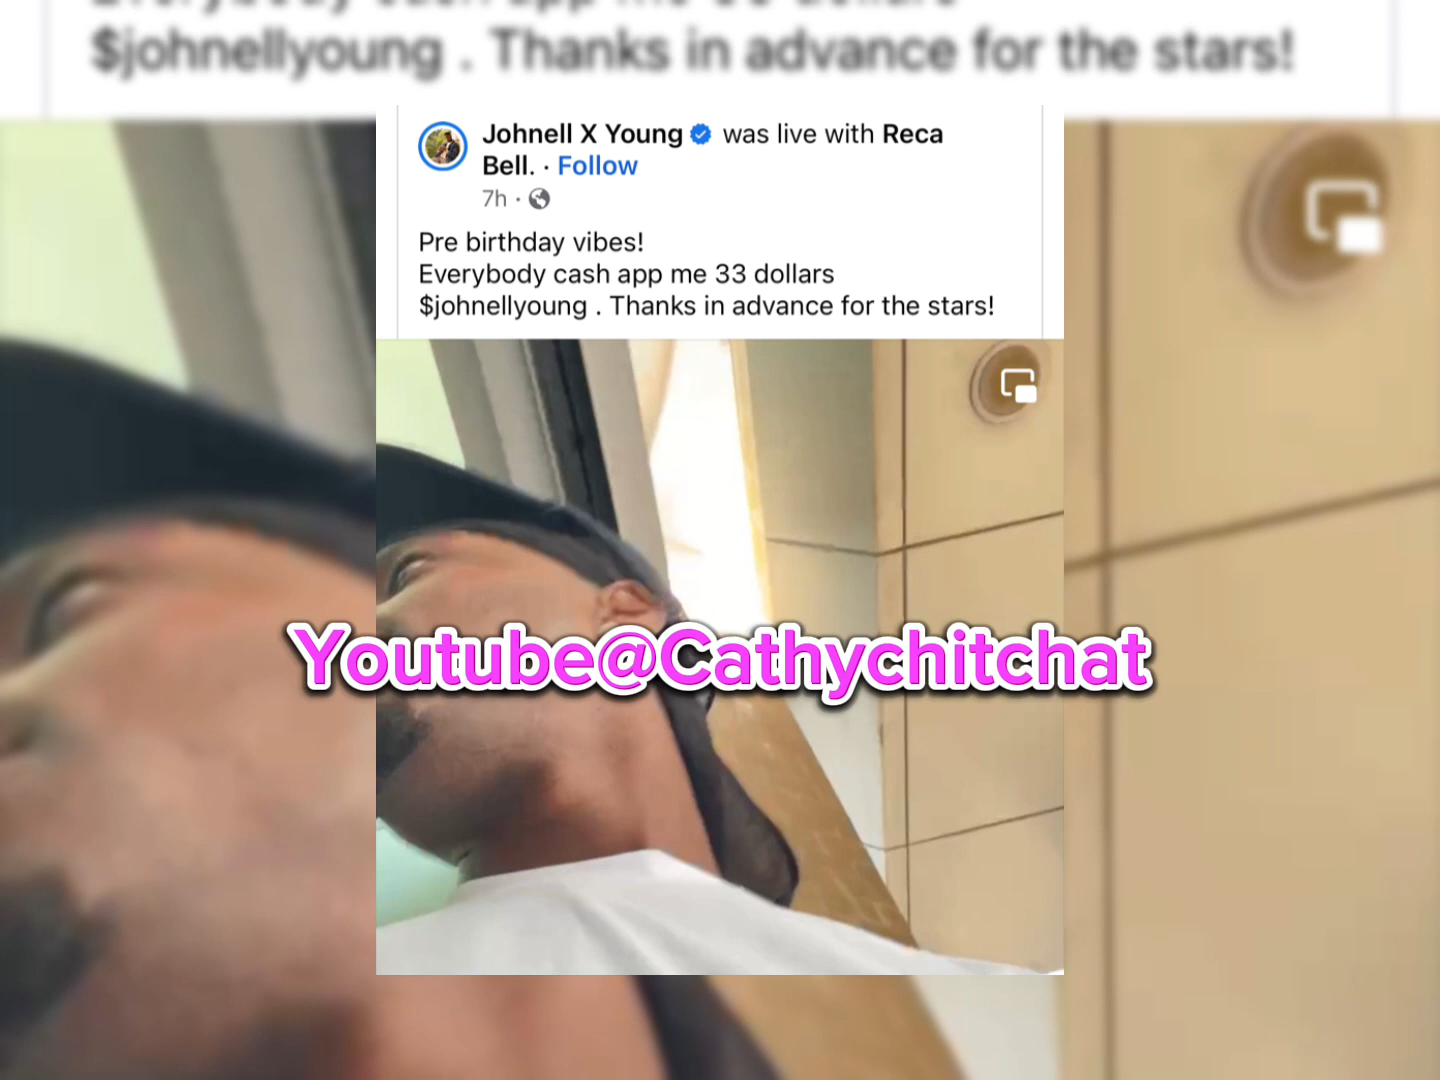 $johnellyoung . Thanks in advance for the stars!
Johnell X Young was live with Reca
Bell. · Follow
7h ·
Pre birthday vibes!
Everybody cash app me 33 dollars
$johnellyoung . Thanks in advance for the stars!
Youtube@Cathychitchat